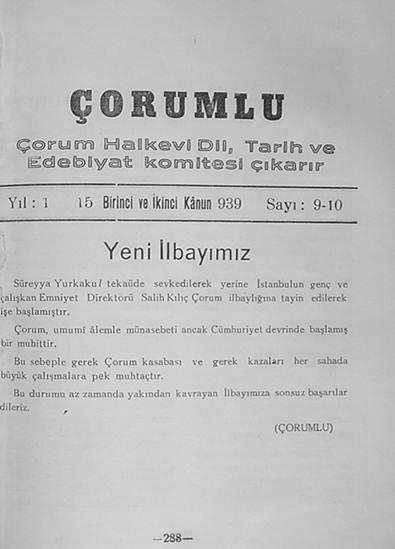 ÇORUMLU
Çorum Halkevi Dil, Tarih ve
Edebiyat komitesi çıkarır
Yıl : 1 15 Birinci ve İkinci Kânun 939 Sayı : 9-10
Yeni İlbayımız
Süreyya Yurkakul tekaüde sevkedilerek yerine İstanbulun genç ve
çalışkan Emniyet Direktörü Salih Kılıç Çorum ilbaylığına tayin edilerek
işe başlamıştır.
Çorum, umumî âlemle münasebeti ancak Cümhuriyet devrinde başlamış
bir muhittir.
Bu sebeple gerek Çorum kasabası ve gerek kazaları her sahada
büyük çalışmalara pek muhtaçtır.
Bu durumu az zamanda yakından kavrayan İlbayımıza sonsuz başarılar
dileriz.
(ÇORUMLU)
—288—